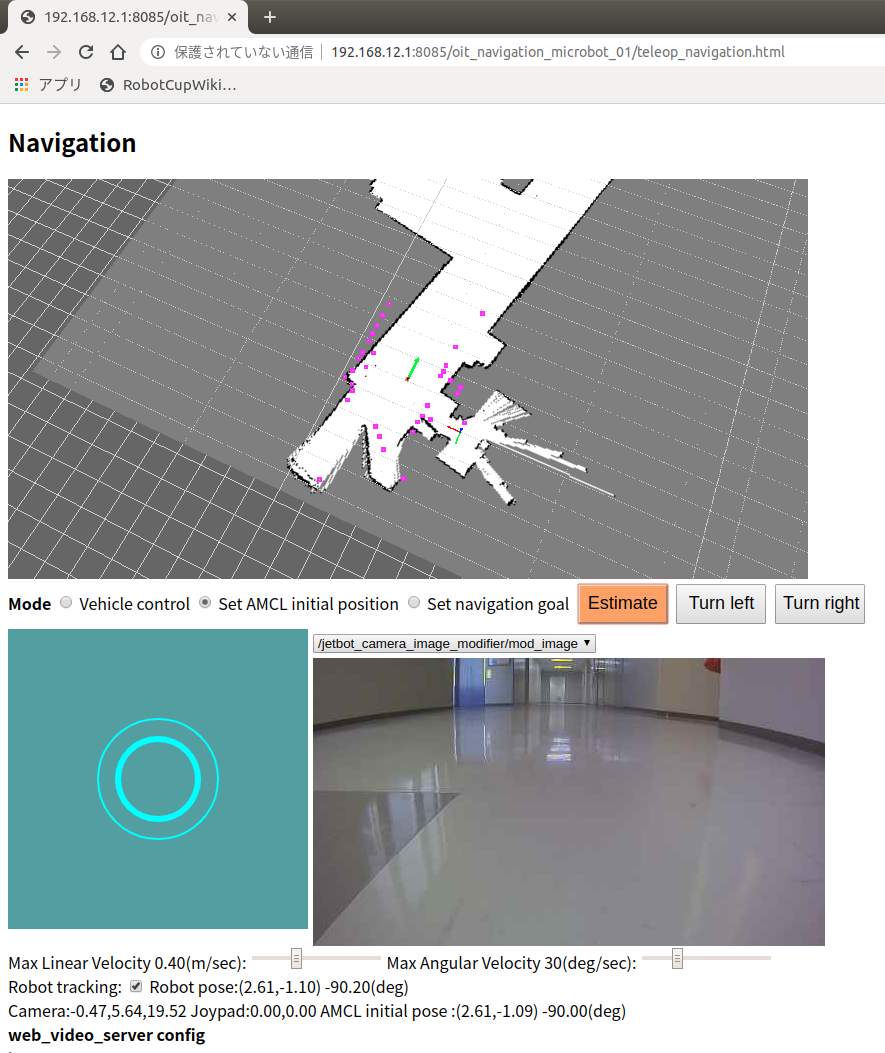 192.168.12.1:8085/oit_nav
保護されていない通信 192.168.12.1:8085/oit_navigation_microbot_01/teleop_navigation.html
アプリ RobotCupWiki…
Navigation
Mode Vehicle control Set AMCL initial position Set navigation goal Estimate Turn left Turn right
/jetbot_camera_image_modifier/mod_image
Max Linear Velocity 0.40(m/sec): Max Angular Velocity 30(deg/sec):
Robot tracking: Robot pose:(2.61,-1.10) -90.20(deg)
Camera:-0.47,5.64,19.52 Joypad:0.00,0.00 AMCL initial pose :(2.61,-1.09) -90.00(deg)
web_video_server config